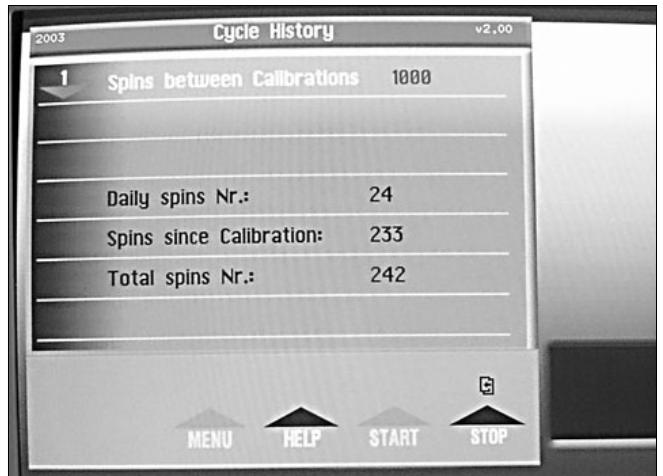 2003 Cycle History v2,00
1 Spins between Calibrations 1000
Daily spins Nr.: 24
Spins since Calibration: 233
Total spins Nr.: 242
MENU HELP START STOP